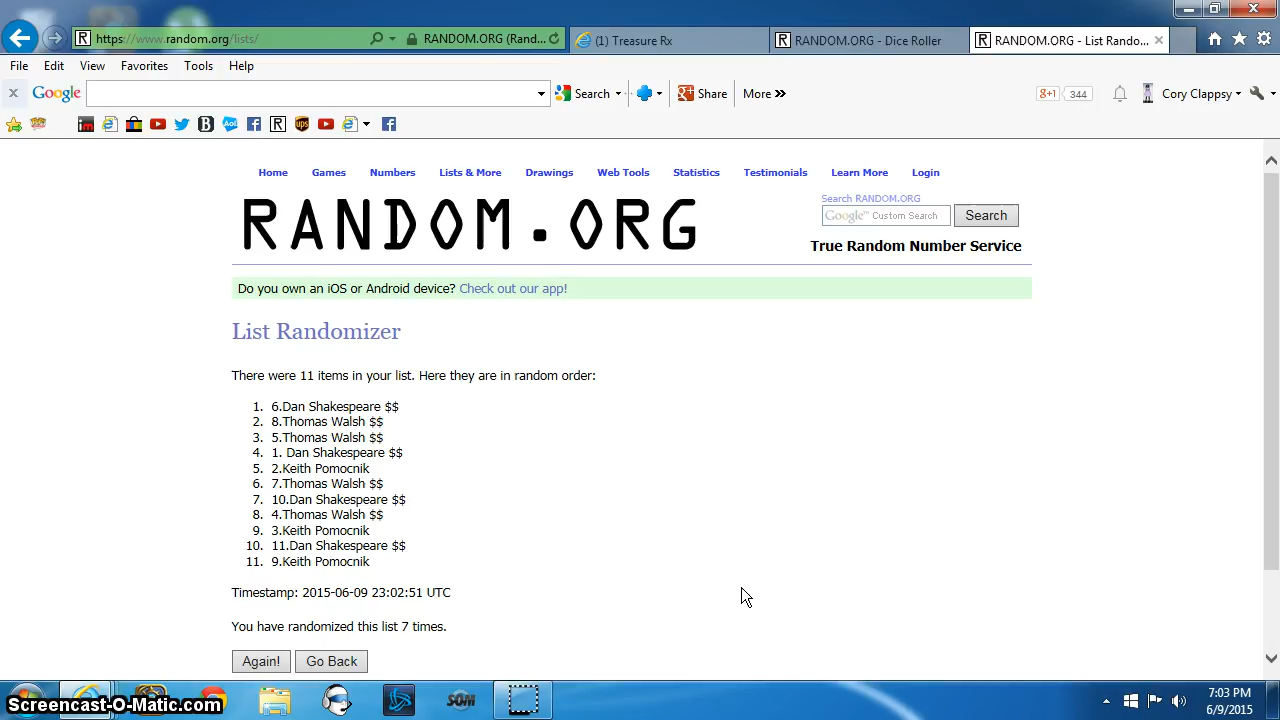 https://www.random.org/lists/
RANDOM.ORG (Rand...
(1) Treasure Rx
RANDOM.ORG - Dice Roller
RANDOM.ORG - List Rando...
File Edit View Favorites Tools Help
x Google Search Share More » g+1 344 Cory Clappsy
Home Games Numbers Lists & More Drawings Web Tools Statistics Testimonials Learn More Login
RANDOM.ORG
Search RANDOM.ORG
Google™ Custom Search Search
True Random Number Service
Do you own an iOS or Android device? Check out our app!
List Randomizer
There were 11 items in your list. Here they are in random order:
1. 6.Dan Shakespeare $$
2. 8.Thomas Walsh $$
3. 5.Thomas Walsh $$
4. 1. Dan Shakespeare $$
5. 2.Keith Pomocnik
6. 7.Thomas Walsh $$
7. 10.Dan Shakespeare $$
8. 4.Thomas Walsh $$
9. 3.Keith Pomocnik
10. 11.Dan Shakespeare $$
11. 9.Keith Pomocnik
Timestamp: 2015-06-09 23:02:51 UTC
You have randomized this list 7 times.
Again! Go Back
Screencast-O-Matic.com
SOM
7:03 PM
6/9/2015